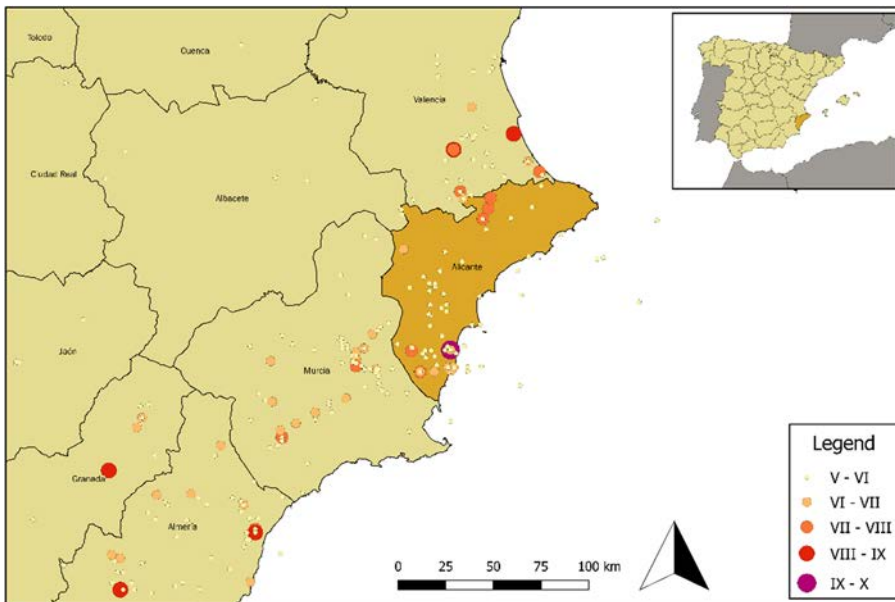 Toledo
Cuenca
Valencia
Ciudad Real
Albacete
Alicante
Jaén
Murcia
Granada
Almería
Legend
V - VI
VI - VII
VII - VIII
VIII - IX
IX - X
0 25 50 75 100 km